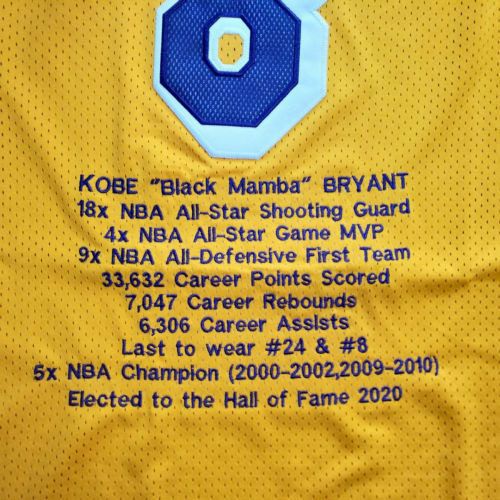 8
KOBE "Black Mamba" BRYANT
18x NBA All-Star Shooting Guard
4x NBA All-Star Game MVP
9x NBA All-Defensive First Team
33,632 Career Points Scored
7,047 Career Rebounds
6,306 Career Assists
Last to wear #24 & #8
5x NBA Champion (2000-2002,2009-2010)
Elected to the Hall of Fame 2020